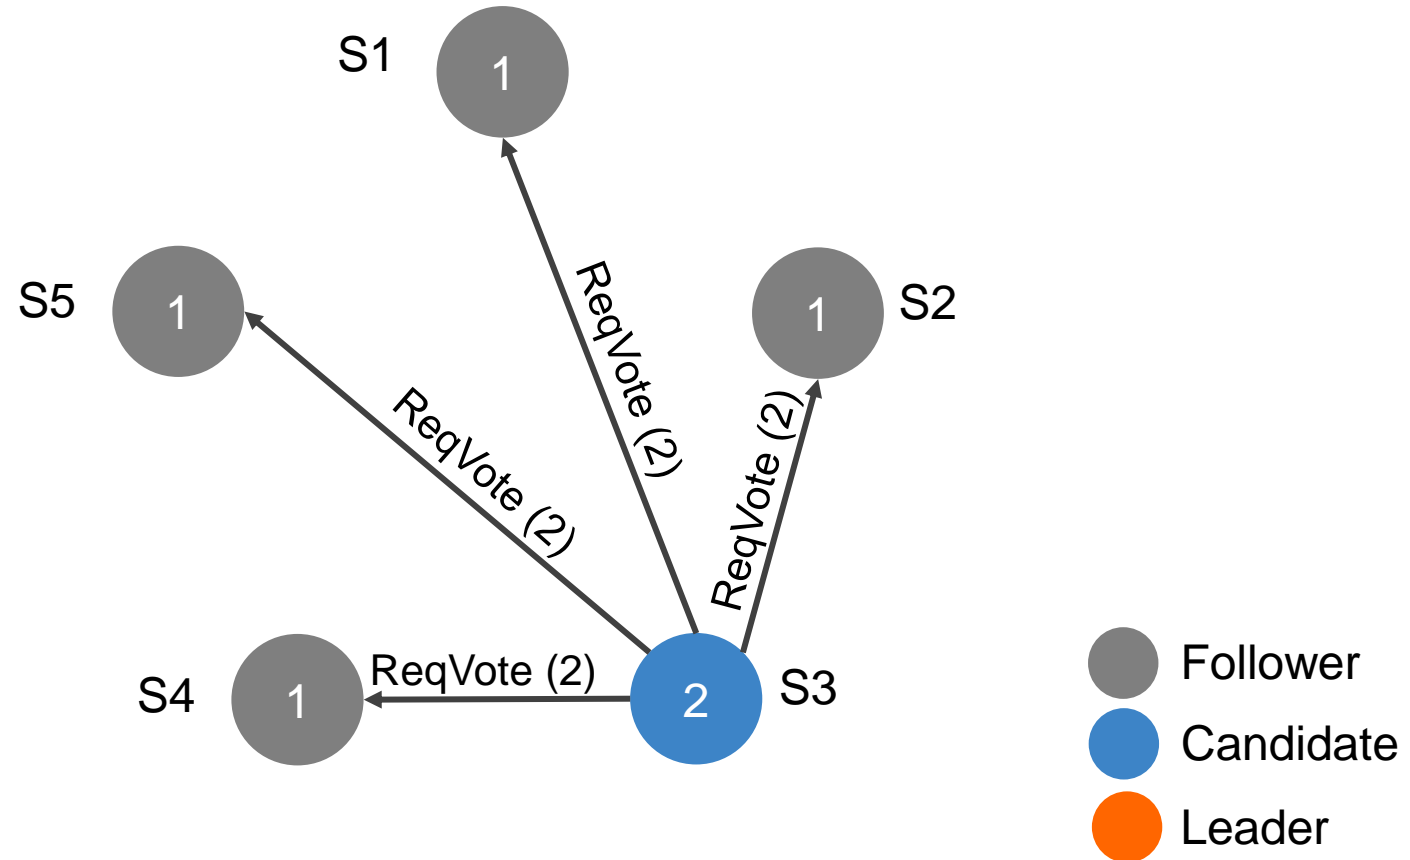 S1
1
S5
1
1
S2
ReqVote (2)
ReqVote (2)
ReqVote (2)
S4
1
ReqVote (2)
2
S3
Follower
Candidate
Leader